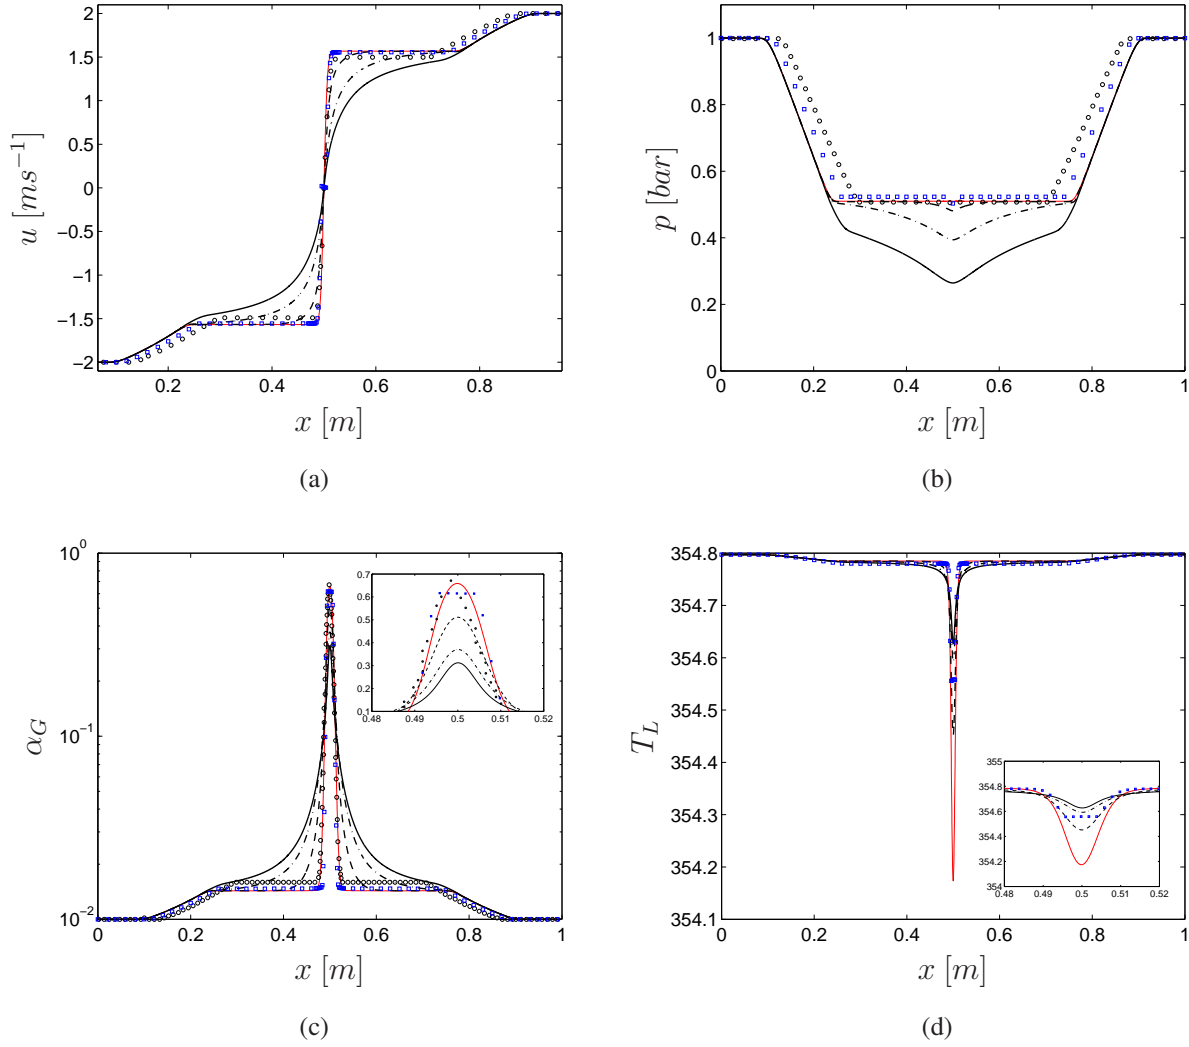 2
1.5
1
0.5
0
−0.5
−1
−1.5
−2
0.2 0.4 0.6 0.8
u [ms⁻¹]
x [m]
(a)
1
0.8
0.6
0.4
0.2
0
0 0.2 0.4 0.6 0.8 1
p [bar]
x [m]
(b)
10⁰
10⁻¹
10⁻²
0 0.2 0.4 0.6 0.8 1
α_G
x [m]
0.7
0.6
0.5
0.4
0.3
0.2
0.1
0.48 0.49 0.5 0.51 0.52
(c)
354.8
354.7
354.6
354.5
354.4
354.3
354.2
354.1
0 0.2 0.4 0.6 0.8 1
T_L
x [m]
355
354.8
354.6
354.4
354.2
354
0.48 0.49 0.5 0.51 0.52
(d)